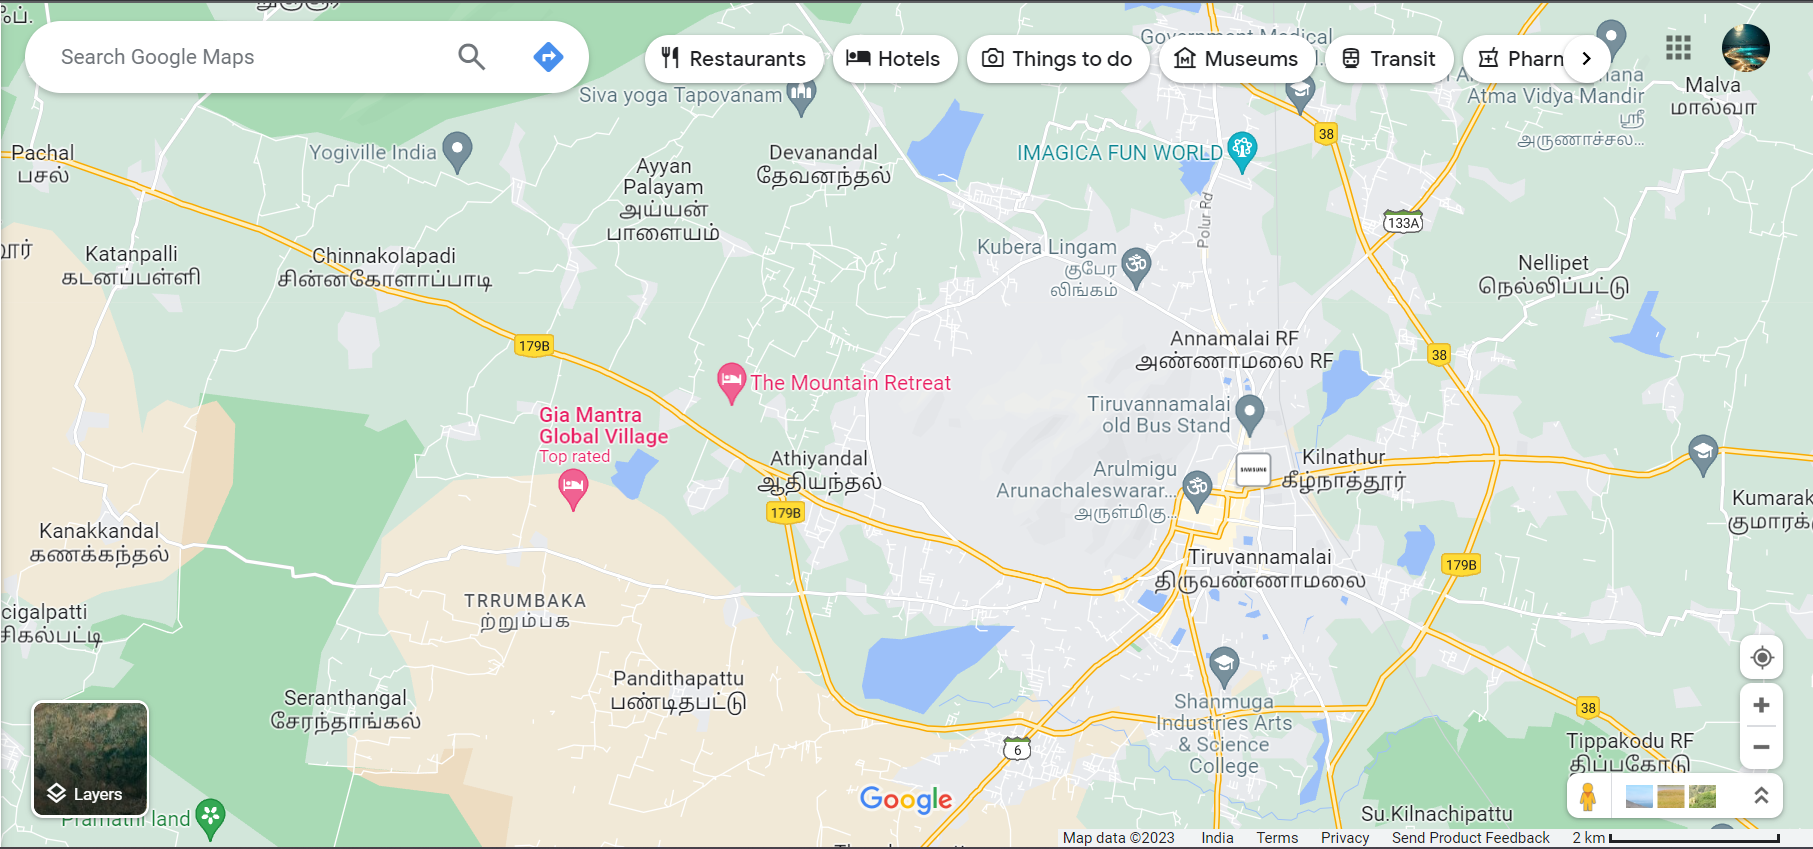 Search Google Maps
Restaurants
Hotels
Things to do
Museums
Transit
Pharm
Government Medical
Siva yoga Tapovanam
Atma Vidya Mandir
ஸ்ரீ
அருணாச்சல...
Malva
மால்வா
Pachal
பசல்
Yogiville India
Ayyan
Palayam
அய்யன்
பாளையம்
Devanandal
தேவனந்தல்
IMAGICA FUN WORLD
38
Polur Rd
133A
Katanpalli
கடனப்பள்ளி
Chinnakolapadi
சின்னகோளாப்பாடி
Kubera Lingam
குபேர
லிங்கம்
Nellipet
நெல்லிப்பட்டு
179B
Annamalai RF
அண்ணாமலை RF
38
The Mountain Retreat
Gia Mantra
Global Village
Top rated
Tiruvannamalai
old Bus Stand
Athiyandal
ஆதியந்தல்
Arulmigu
Arunachaleswarar...
அருள்மிகு...
SAMSUNG
Kilnathur
கீழ்நாத்தூர்
Kumarak
குமாரக்
179B
Kanakkandal
கணக்கந்தல்
Tiruvannamalai
திருவண்ணாமலை
179B
cigalpatti
சிகல்பட்டி
TRRUMBAKA
ற்றும்பக
Pandithapattu
பண்டிதபட்டு
Seranthangal
சேரந்தாங்கல்
Shanmuga
Industries Arts
& Science
College
38
6
Tippakodu RF
திப்பகோடு
Layers
Pramathi land
Google
Su.Kilnachipattu
Map data ©2023
India
Terms
Privacy
Send Product Feedback
2 km